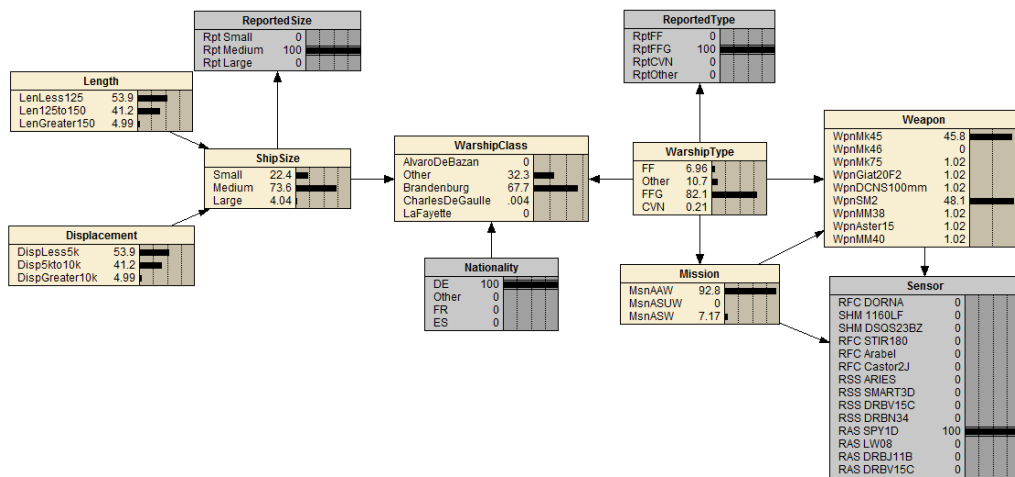 ReportedSize
Rpt Small 0
Rpt Medium 100
Rpt Large 0
ReportedType
RptFF 0
RptFFG 100
RptCVN 0
RptOther 0
Length
LenLess125 53.9
Len125to150 41.2
LenGreater150 4.99
ShipSize
Small 22.4
Medium 73.6
Large 4.04
WarshipClass
AlvaroDeBazan 0
Other 32.3
Brandenburg 67.7
CharlesDeGaulle .004
LaFayette 0
WarshipType
FF 6.96
Other 10.7
FFG 82.1
CVN 0.21
Weapon
WpnMk45 45.8
WpnMk46 0
WpnMk75 1.02
WpnGiat20F2 1.02
WpnDCNS100mm 1.02
WpnSM2 48.1
WpnMM38 1.02
WpnAster15 1.02
WpnMM40 1.02
Displacement
DispLess5k 53.9
Disp5kto10k 41.2
DispGreater10k 4.99
Nationality
DE 100
Other 0
FR 0
ES 0
Mission
MsnAAW 92.8
MsnASUW 0
MsnASW 7.17
Sensor
RFC DORNA 0
SHM 1160LF 0
SHM DSQS23BZ 0
RFC STIR180 0
RFC Arabel 0
RFC Castor2J 0
RSS ARIES 0
RSS SMART3D 0
RSS DRBV15C 0
RSS DRBN34 0
RAS SPY1D 100
RAS LW08 0
RAS DRBJ11B 0
RAS DRBV15C 0